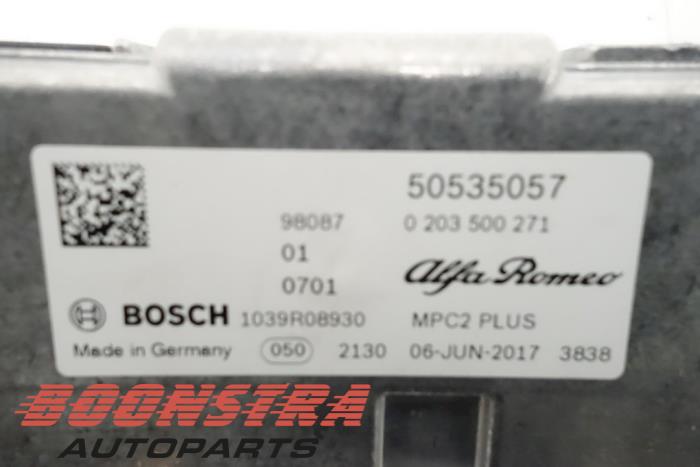 50535057
98087 0 203 500 271
01
0701 Alfa Romeo
BOSCH 1039R08930 MPC2 PLUS
Made in Germany 050 2130 06-JUN-2017 3838
BOONSTRA
AUTOPARTS